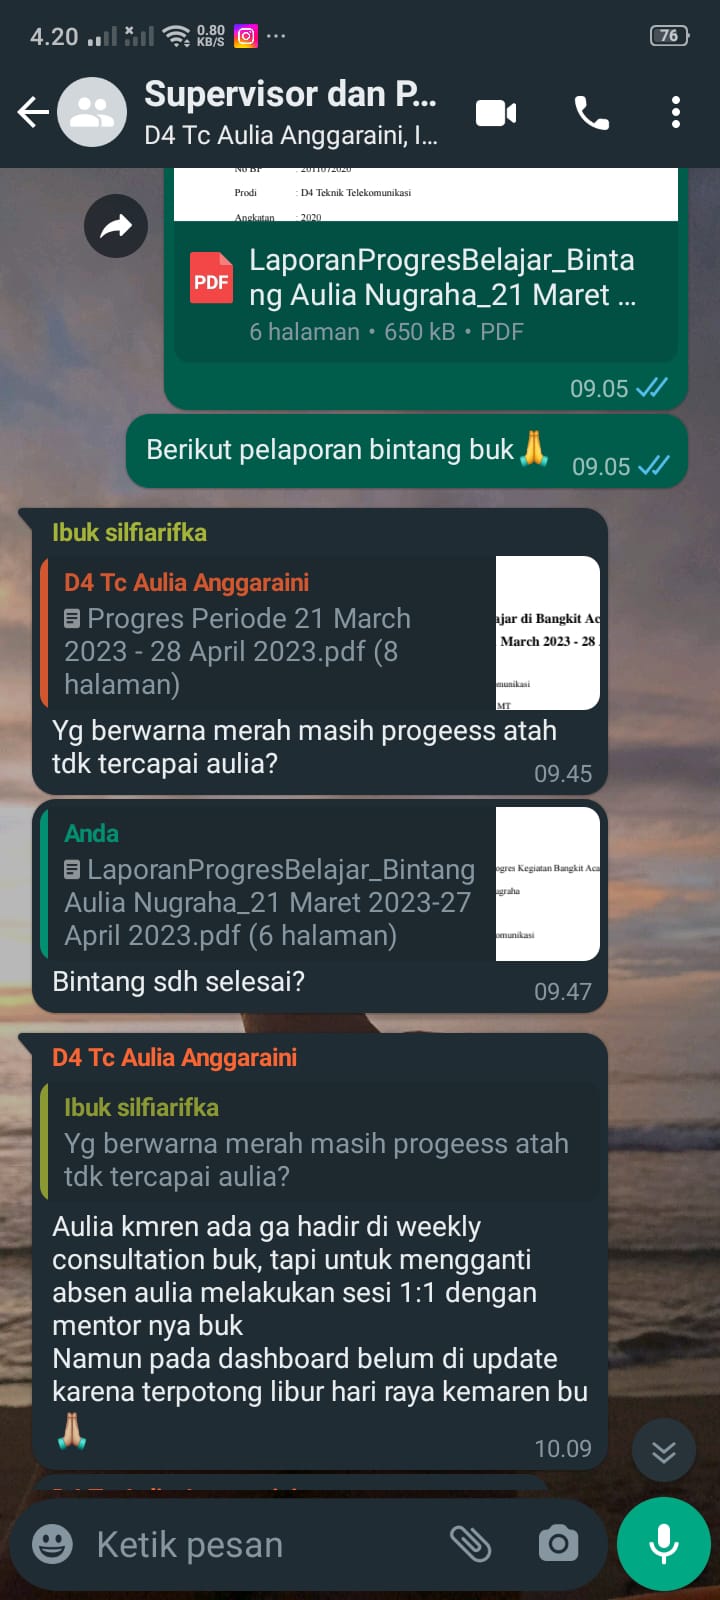 4.20
0.80
KB/S
76
Supervisor dan P...
D4 Tc Aulia Anggaraini, I...
No BP : 2011072020
Prodi : D4 Teknik Telekomunikasi
Angkatan : 2020
PDF
LaporanProgresBelajar_Binta
ng Aulia Nugraha_21 Maret ...
6 halaman • 650 kB • PDF
09.05
Berikut pelaporan bintang buk🙏
09.05
Ibuk silfiarifka
D4 Tc Aulia Anggaraini
Progres Periode 21 March
2023 - 28 April 2023.pdf (8
halaman)
ajar di Bangkit Ac
March 2023 - 28
munikasi
MT
Yg berwarna merah masih progeess atah
tdk tercapai aulia?
09.45
Anda
LaporanProgresBelajar_Bintang
Aulia Nugraha_21 Maret 2023-27
April 2023.pdf (6 halaman)
ogres Kegiatan Bangkit Aca
ugraha
omunikasi
Bintang sdh selesai?
09.47
D4 Tc Aulia Anggaraini
Ibuk silfiarifka
Yg berwarna merah masih progeess atah
tdk tercapai aulia?
Aulia kmren ada ga hadir di weekly
consultation buk, tapi untuk mengganti
absen aulia melakukan sesi 1:1 dengan
mentor nya buk
Namun pada dashboard belum di update
karena terpotong libur hari raya kemaren bu
🙏🏻
10.09
Ketik pesan